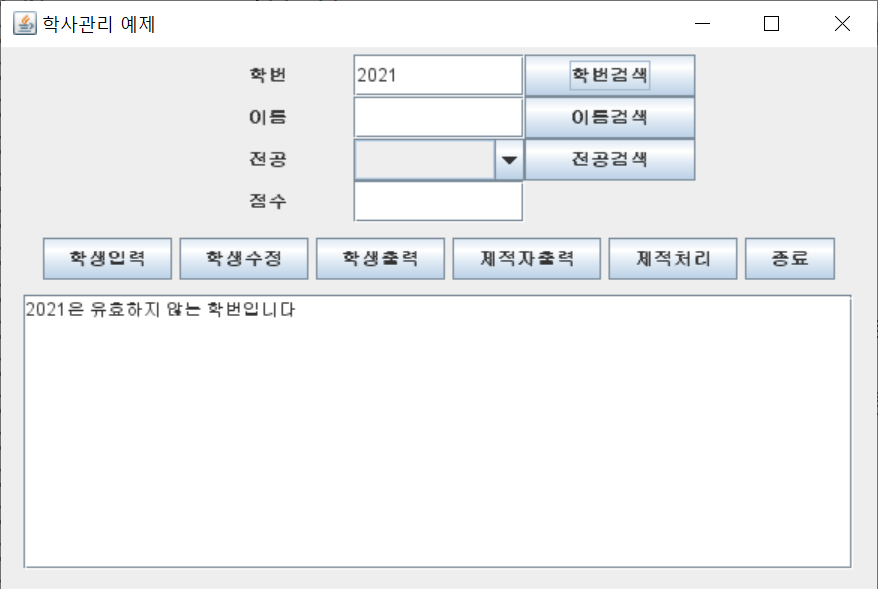 학사관리 예제
학번 2021 학번검색
이름 이름검색
전공 전공검색
점수
학생입력 학생수정 학생출력 제적자출력 제적처리 종료
2021은 유효하지 않는 학번입니다